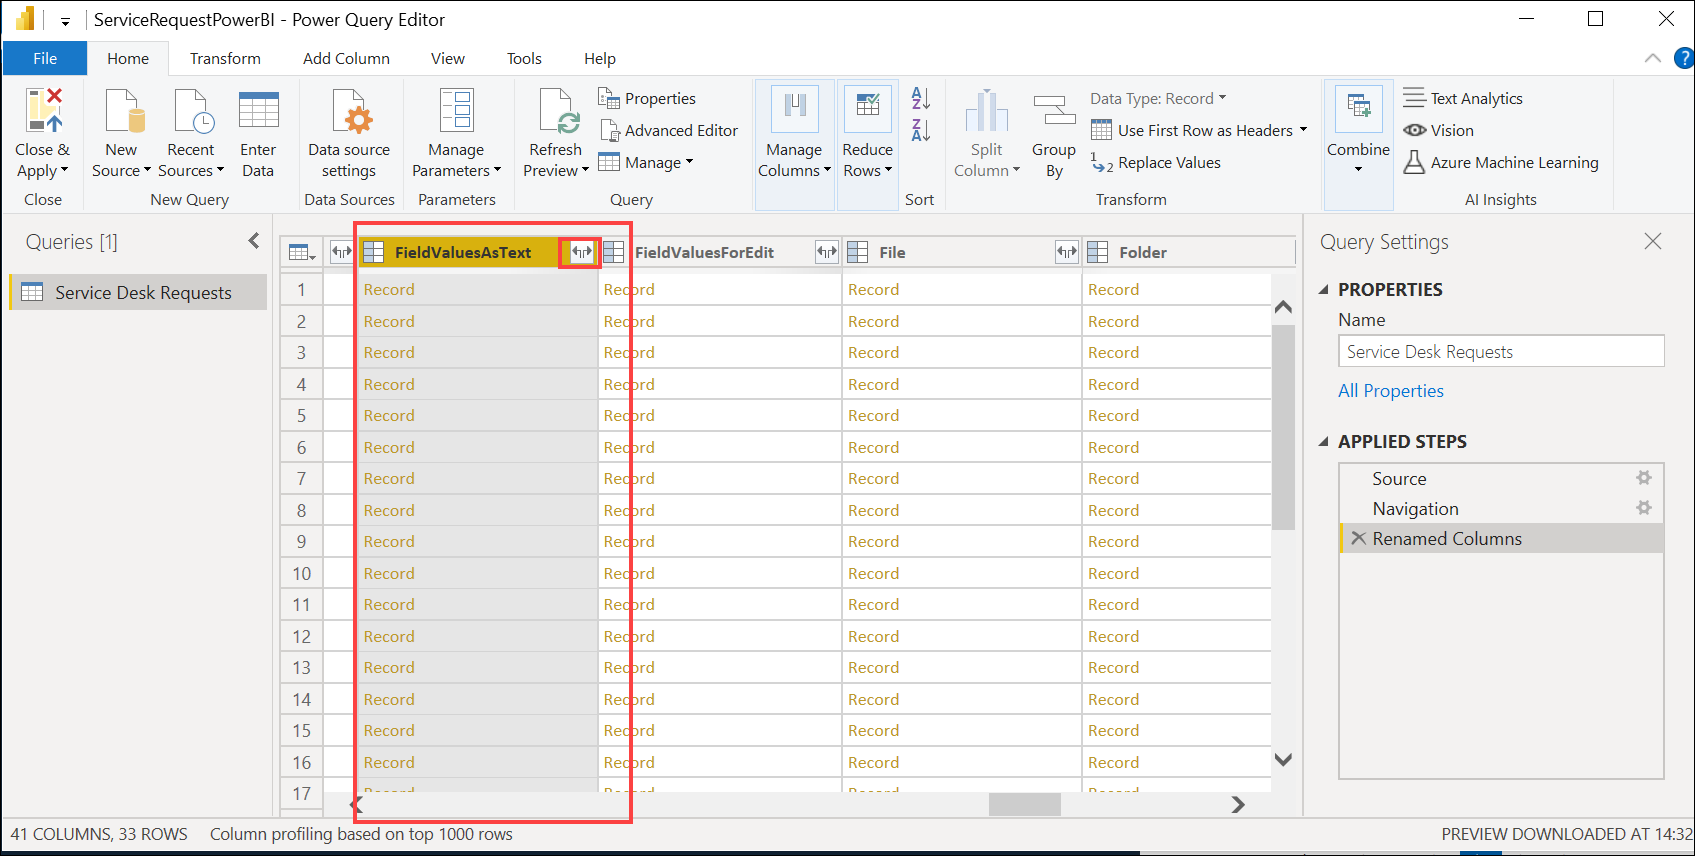 ServiceRequestPowerBI - Power Query Editor
File Home Transform Add Column View Tools Help
?
Close &
Apply
Close
New
Source
Recent
Sources
Enter
Data
New Query
Data source
settings
Data Sources
Manage
Parameters
Parameters
Refresh
Preview
Properties
Advanced Editor
Manage
Query
Manage
Columns
Reduce
Rows
A
Z
Z
A
Sort
Split
Column
Group
By
Data Type: Record
Use First Row as Headers
1
2
Replace Values
Transform
Combine
Text Analytics
Vision
Azure Machine Learning
AI Insights
Queries [1]
Service Desk Requests
FieldValuesAsText FieldValuesForEdit File Folder
1 Record Record Record Record
2 Record Record Record Record
3 Record Record Record Record
4 Record Record Record Record
5 Record Record Record Record
6 Record Record Record Record
7 Record Record Record Record
8 Record Record Record Record
9 Record Record Record Record
10 Record Record Record Record
11 Record Record Record Record
12 Record Record Record Record
13 Record Record Record Record
14 Record Record Record Record
15 Record Record Record Record
16 Record Record Record Record
17
Query Settings
PROPERTIES
Name
Service Desk Requests
All Properties
APPLIED STEPS
Source
Navigation
Renamed Columns
41 COLUMNS, 33 ROWS Column profiling based on top 1000 rows
PREVIEW DOWNLOADED AT 14:32